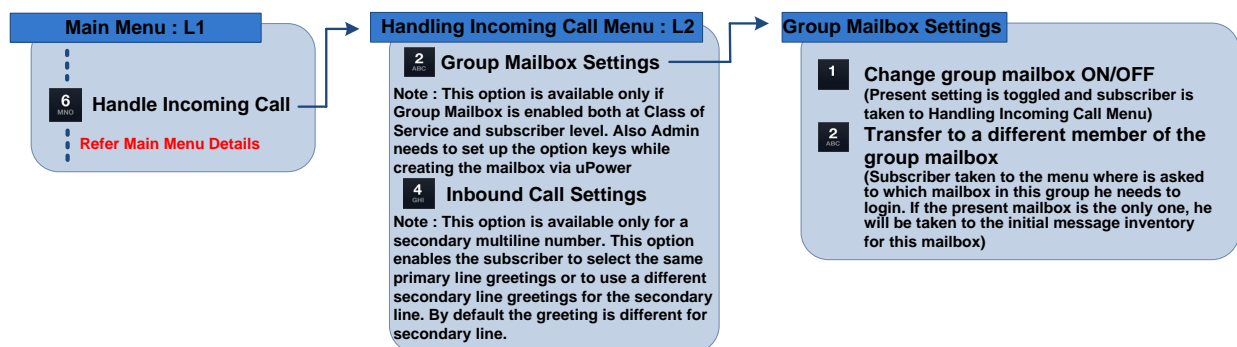 Main Menu : L1
6
MNO
Handle Incoming Call
Refer Main Menu Details
Handling Incoming Call Menu : L2
2
ABC
Group Mailbox Settings
Note : This option is available only if
Group Mailbox is enabled both at Class of
Service and subscriber level. Also Admin
needs to set up the option keys while
creating the mailbox via uPower
4
GHI
Inbound Call Settings
Note : This option is available only for a
secondary multiline number. This option
enables the subscriber to select the same
primary line greetings or to use a different
secondary line greetings for the secondary
line. By default the greeting is different for
secondary line.
Group Mailbox Settings
1
Change group mailbox ON/OFF
(Present setting is toggled and subscriber is
taken to Handling Incoming Call Menu)
2
ABC
Transfer to a different member of the
group mailbox
(Subscriber taken to the menu where is asked
to which mailbox in this group he needs to
login. If the present mailbox is the only one, he
will be taken to the initial message inventory
for this mailbox)